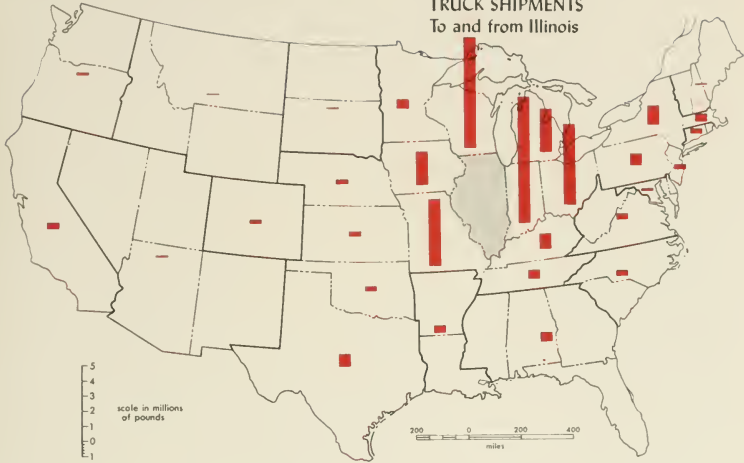 TRUCK SHIPMENTS
To and from Illinois
5
4
3
2
1
0
1
scale in millions
of pounds
200 0 200 400
miles